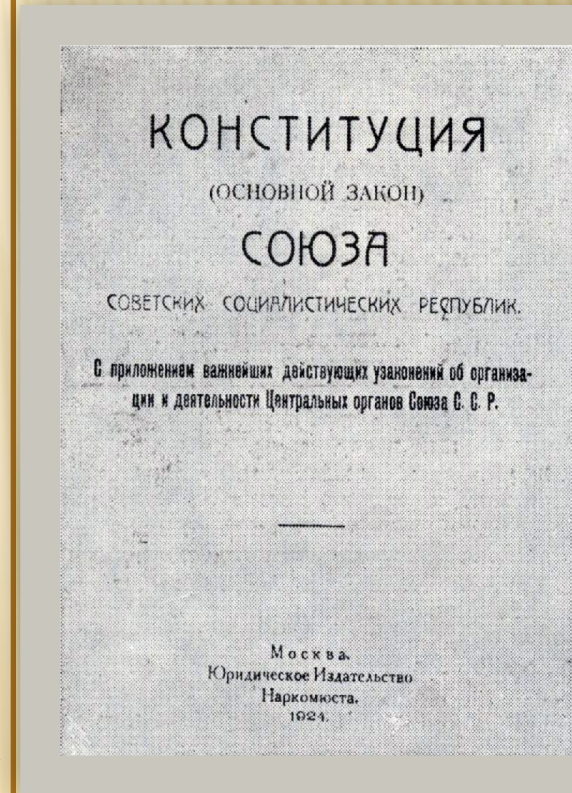 КОНСТИТУЦИЯ
(ОСНОВНОЙ ЗАКОН)
СОЮЗА
СОВЕТСКИХ СОЦИАЛИСТИЧЕСКИХ РЕСПУБЛИК.
С приложением важнейших действующих узаконений об организа-
ции и деятельности Центральных органов Союза С. С. Р.
Москва.
Юридическое Издательство
Наркомюста.
1924.